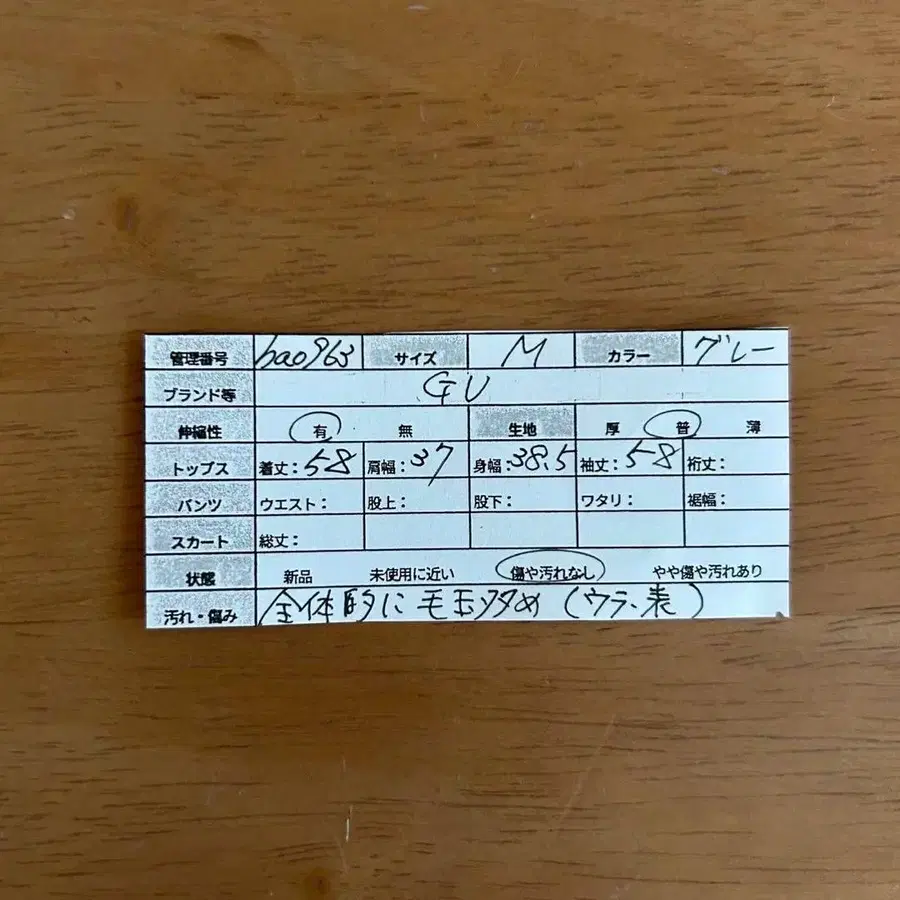 管理番号 hao963 サイズ M カラー グレー
ブランド等 GU
伸縮性 有 無 生地 厚 普 薄
トップス 着丈：58 肩幅：37 身幅：38.5 袖丈：58 裄丈：
パンツ ウエスト： 股上： 股下： ワタリ： 裾幅：
スカート 総丈：
状態 新品 未使用に近い 傷や汚れなし やや傷や汚れあり
汚れ・傷み 全体的に毛玉多め（ウラ、表）